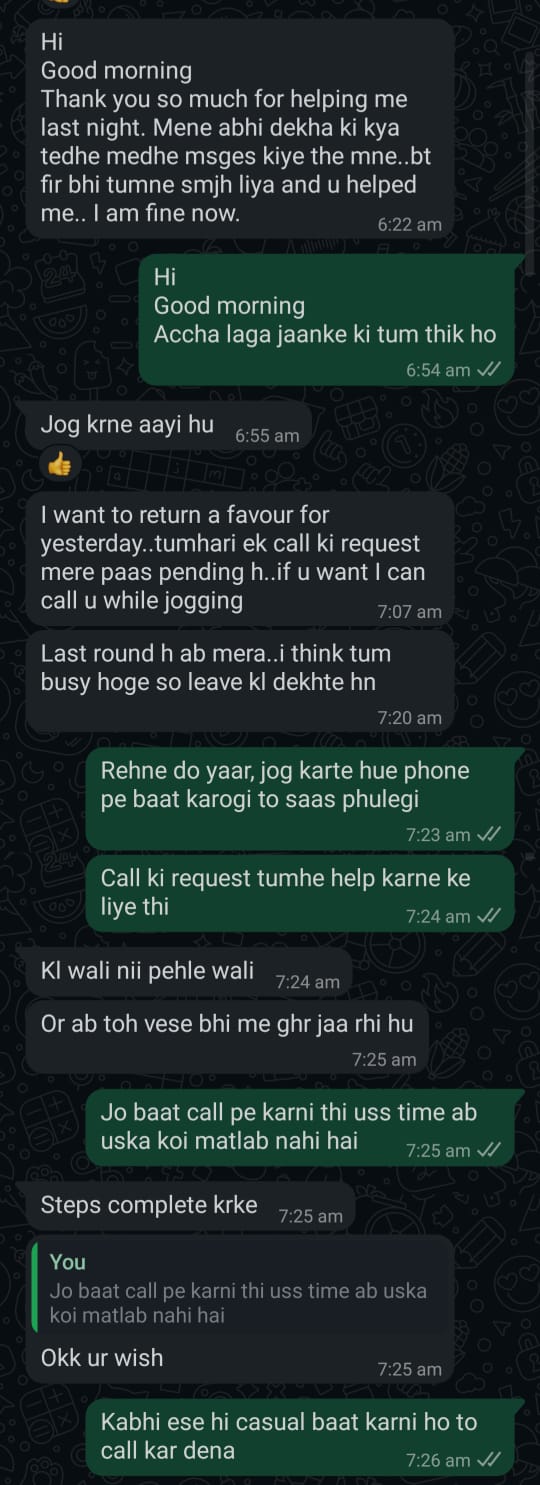 Hi
Good morning
Thank you so much for helping me
last night. Mene abhi dekha ki kya
tedhe medhe msges kiye the mne..bt
fir bhi tumne smjh liya and u helped
me.. I am fine now.
6:22 am
Hi
Good morning
Accha laga jaanke ki tum thik ho
6:54 am
Jog krne aayi hu
6:55 am
I want to return a favour for
yesterday..tumhari ek call ki request
mere paas pending h..if u want I can
call u while jogging
7:07 am
Last round h ab mera..i think tum
busy hoge so leave kl dekhte hn
7:20 am
Rehne do yaar, jog karte hue phone
pe baat karogi to saas phulegi
7:23 am
Call ki request tumhe help karne ke
liye thi
7:24 am
Kl wali nii pehle wali
7:24 am
Or ab toh vese bhi me ghr jaa rhi hu
7:25 am
Jo baat call pe karni thi uss time ab
uska koi matlab nahi hai
7:25 am
Steps complete krke
7:25 am
You
Jo baat call pe karni thi uss time ab uska
koi matlab nahi hai
Okk ur wish
7:25 am
Kabhi ese hi casual baat karni ho to
call kar dena
7:26 am